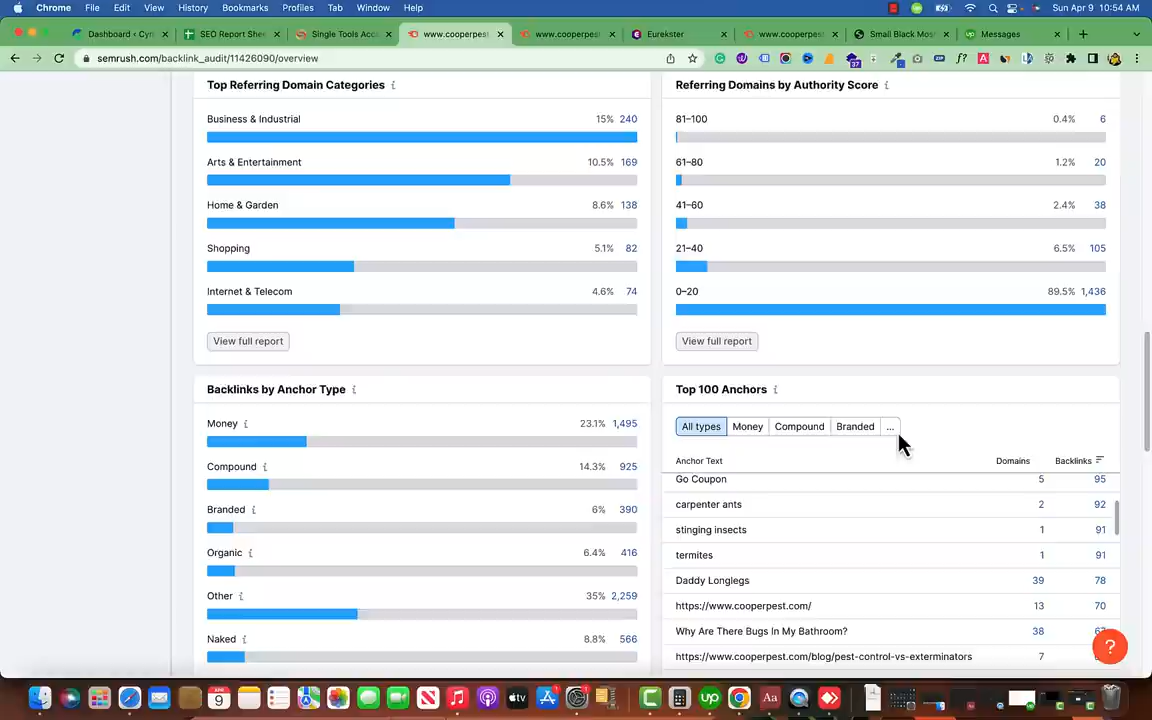 Chrome File Edit View History Bookmarks Profiles Tab Window Help Sun Apr 9 10:54 AM
Dashboard ‹ Cyn SEO Report Shee Single Tools Acc www.cooperpest www.cooperpest Eurekster www.cooperpest Small Black Mos Messages
semrush.com/backlink_audit/11426090/overview
Top Referring Domain Categories
Business & Industrial 15% 240
Arts & Entertainment 10.5% 169
Home & Garden 8.6% 138
Shopping 5.1% 82
Internet & Telecom 4.6% 74
View full report
Referring Domains by Authority Score
81–100 0.4% 6
61–80 1.2% 20
41–60 2.4% 38
21–40 6.5% 105
0–20 89.5% 1,436
View full report
Backlinks by Anchor Type
Money 23.1% 1,495
Compound 14.3% 925
Branded 6% 390
Organic 6.4% 416
Other 35% 2,259
Naked 8.8% 566
Top 100 Anchors
All types Money Compound Branded ...
Anchor Text Domains Backlinks
Go Coupon 5 95
carpenter ants 2 92
stinging insects 1 91
termites 1 91
Daddy Longlegs 39 78
https://www.cooperpest.com/ 13 70
Why Are There Bugs In My Bathroom? 38
https://www.cooperpest.com/blog/pest-control-vs-exterminators 7
?